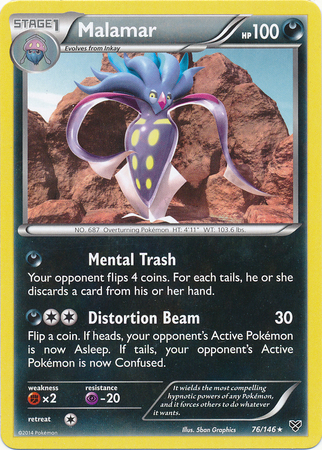 STAGE1
Malamar
HP 100
Evolves from Inkay
NO. 687 Overturning Pokémon HT: 4'11" WT: 103.6 lbs.
Mental Trash
Your opponent flips 4 coins. For each tails, he or she
discards a card from his or her hand.
Distortion Beam 30
Flip a coin. If heads, your opponent's Active Pokémon
is now Asleep. If tails, your opponent's Active
Pokémon is now Confused.
weakness
×2
resistance
-20
retreat
It wields the most compelling
hypnotic powers of any Pokémon,
and it forces others to do whatever
it wants.
Illus. 5ban Graphics
76/146
XY
©2014 Pokémon